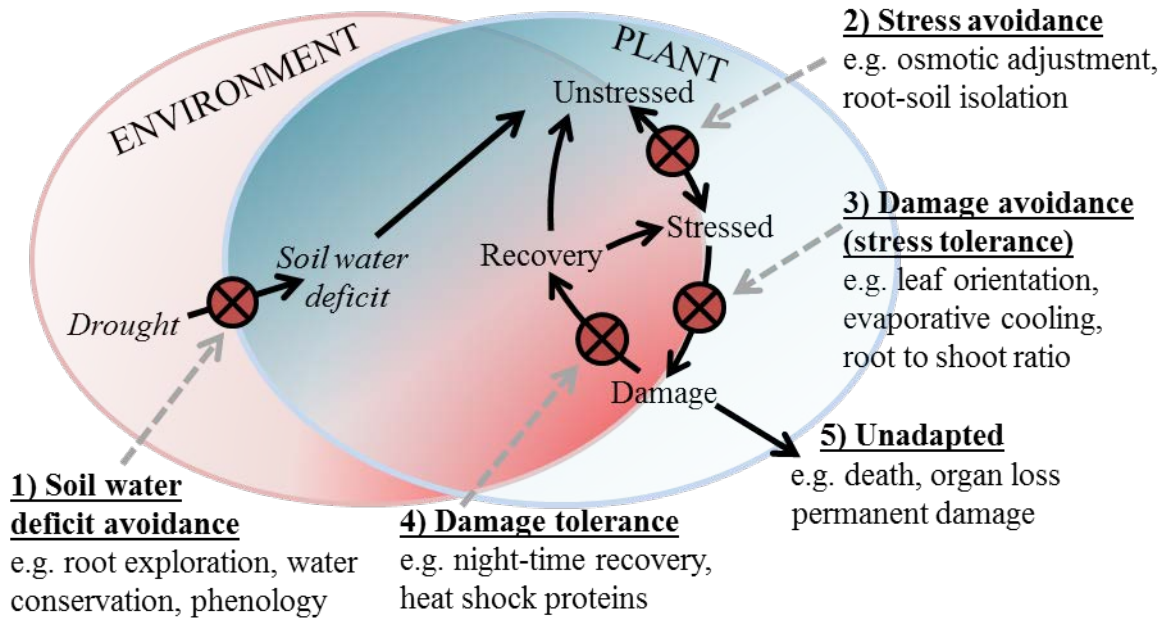 ENVIRONMENT
PLANT
Unstressed
Stressed
Recovery
Soil water
deficit
Drought
Damage
2) Stress avoidance
e.g. osmotic adjustment,
root-soil isolation
3) Damage avoidance
(stress tolerance)
e.g. leaf orientation,
evaporative cooling,
root to shoot ratio
5) Unadapted
e.g. death, organ loss
permanent damage
1) Soil water
deficit avoidance
e.g. root exploration, water
conservation, phenology
4) Damage tolerance
e.g. night-time recovery,
heat shock proteins